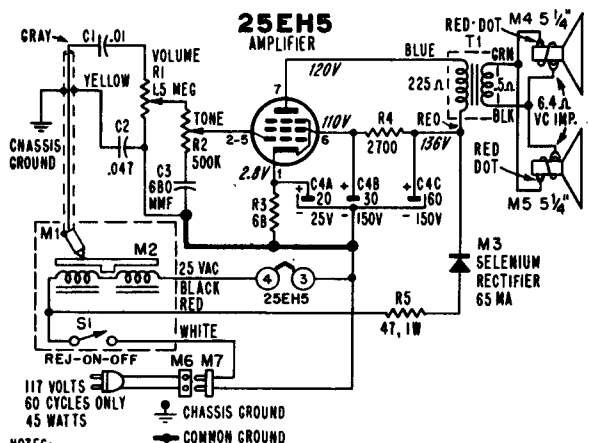 25EH5
AMPLIFIER
GRAY
C1 .01
VOLUME
R1
1.5 MEG
YELLOW
CHASSIS
GROUND
C2
.047
TONE
R2
500K
C3
680
MMF
7
2-5
6
1
2.8V
120V
BLUE
110V
R3
68
C4A
20
25V
C4B
30
150V
C4C
160
150V
R4
2700
136V
RED
225 Ω
T1
GRN
.5Ω
BLK
RED DOT
M4 5 1/4"
6.4 Ω
VC IMP.
RED
DOT
M5 5 1/4"
M1
M2
25 VAC
BLACK
RED
4
3
25EH5
M3
SELENIUM
RECTIFIER
65 MA
R5
47, 1W
S1
REJ-ON-OFF
WHITE
M6 M7
117 VOLTS
60 CYCLES ONLY
45 WATTS
CHASSIS GROUND
COMMON GROUND
NOTES: